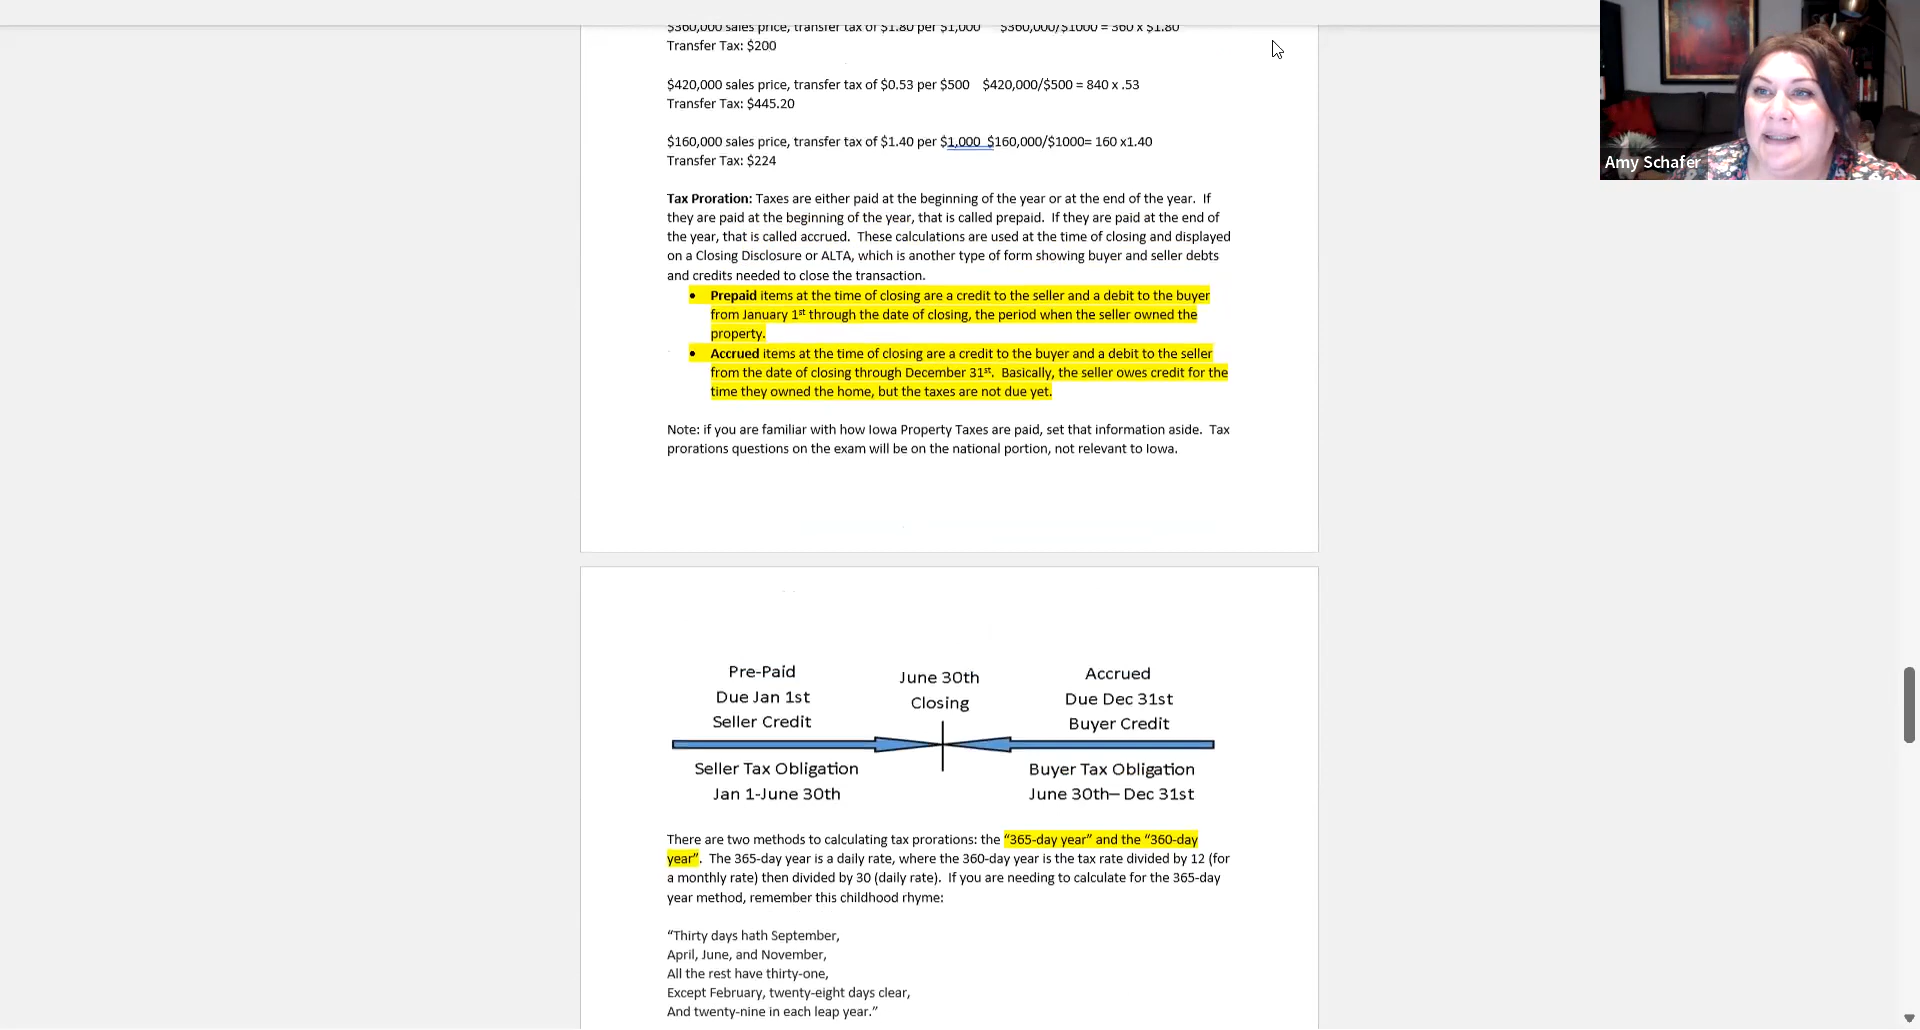 $360,000 sales price, transfer tax of $1.80 per $1,000 $360,000/$1000 = 360 x $1.80
Transfer Tax: $200
$420,000 sales price, transfer tax of $0.53 per $500 $420,000/$500 = 840 x .53
Transfer Tax: $445.20
$160,000 sales price, transfer tax of $1.40 per $1,000 $160,000/$1000= 160 x1.40
Transfer Tax: $224
Tax Proration: Taxes are either paid at the beginning of the year or at the end of the year. If
they are paid at the beginning of the year, that is called prepaid. If they are paid at the end of
the year, that is called accrued. These calculations are used at the time of closing and displayed
on a Closing Disclosure or ALTA, which is another type of form showing buyer and seller debts
and credits needed to close the transaction.
• Prepaid items at the time of closing are a credit to the seller and a debit to the buyer
from January 1st through the date of closing, the period when the seller owned the
property.
• Accrued items at the time of closing are a credit to the buyer and a debit to the seller
from the date of closing through December 31st. Basically, the seller owes credit for the
time they owned the home, but the taxes are not due yet.
Note: if you are familiar with how Iowa Property Taxes are paid, set that information aside. Tax
prorations questions on the exam will be on the national portion, not relevant to Iowa.
Pre-Paid
Due Jan 1st
Seller Credit
June 30th
Closing
Accrued
Due Dec 31st
Buyer Credit
Seller Tax Obligation
Jan 1-June 30th
Buyer Tax Obligation
June 30th– Dec 31st
There are two methods to calculating tax prorations: the “365-day year” and the “360-day
year”. The 365-day year is a daily rate, where the 360-day year is the tax rate divided by 12 (for
a monthly rate) then divided by 30 (daily rate). If you are needing to calculate for the 365-day
year method, remember this childhood rhyme:
“Thirty days hath September,
April, June, and November,
All the rest have thirty-one,
Except February, twenty-eight days clear,
And twenty-nine in each leap year.”
Amy Schafer